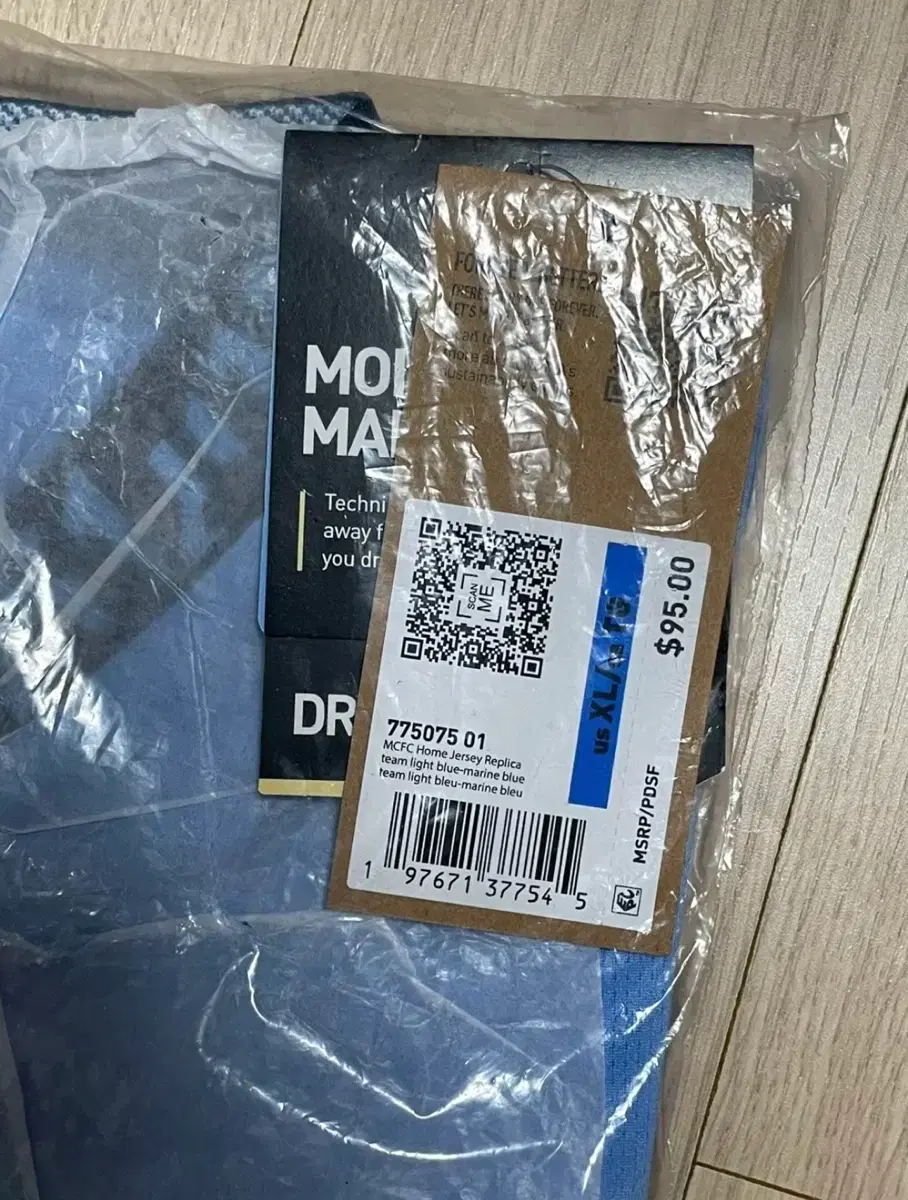 MO
MA
Techni
away f
you dr
DR
LET'S M
SCAN
ME
us XL/
$95.00
775075 01
MCFC Home Jersey Replica
team light blue-marine blue
team light bleu-marine bleu
MSRP/PDSF
1 97671 37754 5